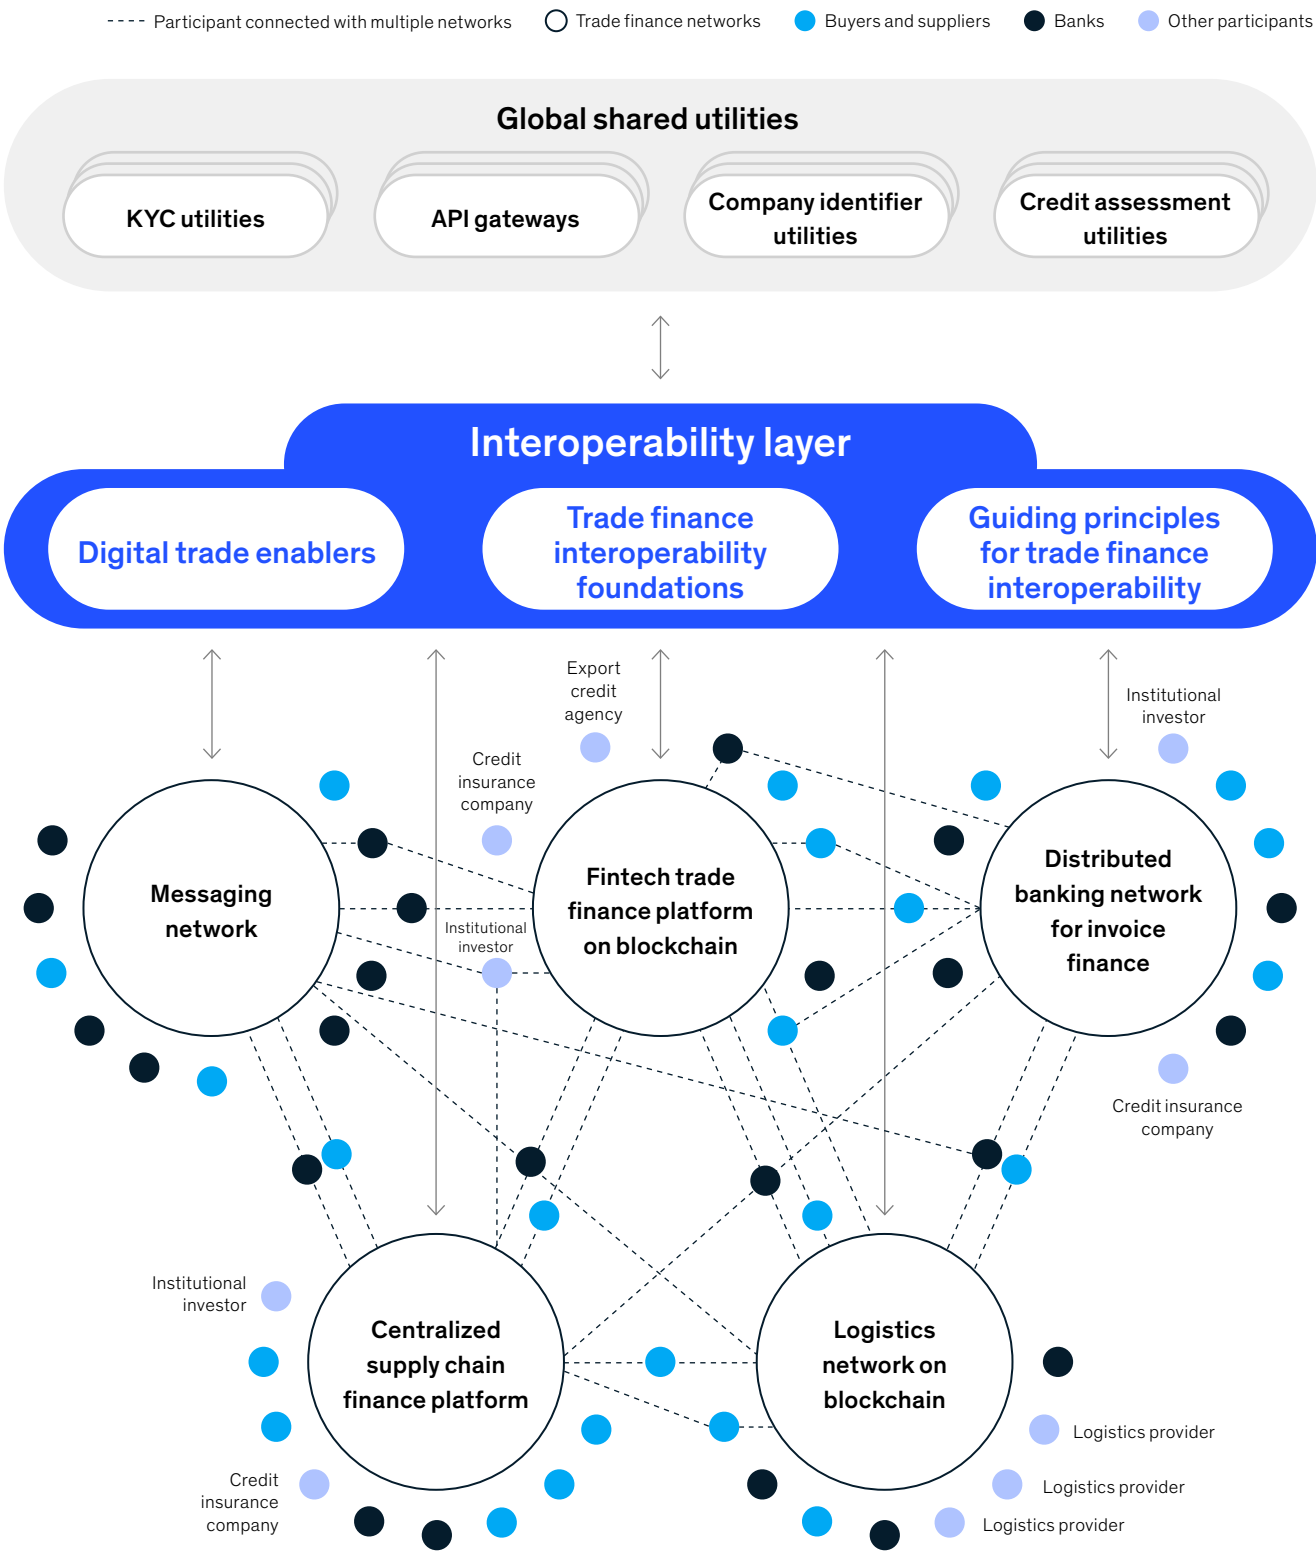 Participant connected with multiple networks
Trade finance networks
Buyers and suppliers
Banks
Other participants
Global shared utilities
KYC utilities
API gateways
Company identifier
utilities
Credit assessment
utilities
Interoperability layer
Digital trade enablers
Trade finance
interoperability
foundations
Guiding principles
for trade finance
interoperability
Export
credit
agency
Institutional
investor
Credit
insurance
company
Messaging
network
Fintech trade
finance platform
on blockchain
Institutional
investor
Distributed
banking network
for invoice
finance
Credit insurance
company
Institutional
investor
Centralized
supply chain
finance platform
Logistics
network on
blockchain
Credit
insurance
company
Logistics provider
Logistics provider
Logistics provider